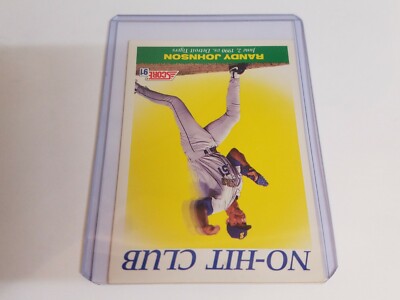 NO-HIT CLUB
SCORE 91
RANDY JOHNSON
June 2, 1990 vs. Detroit Tigers